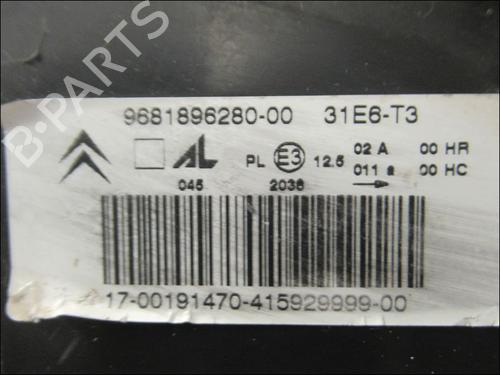 9681896280-00 31E6-T3
AL PL E3 12.5 02 A 00 HR
011 a 00 HC
045 2036
17-00191470-415929999-00
B-PARTS